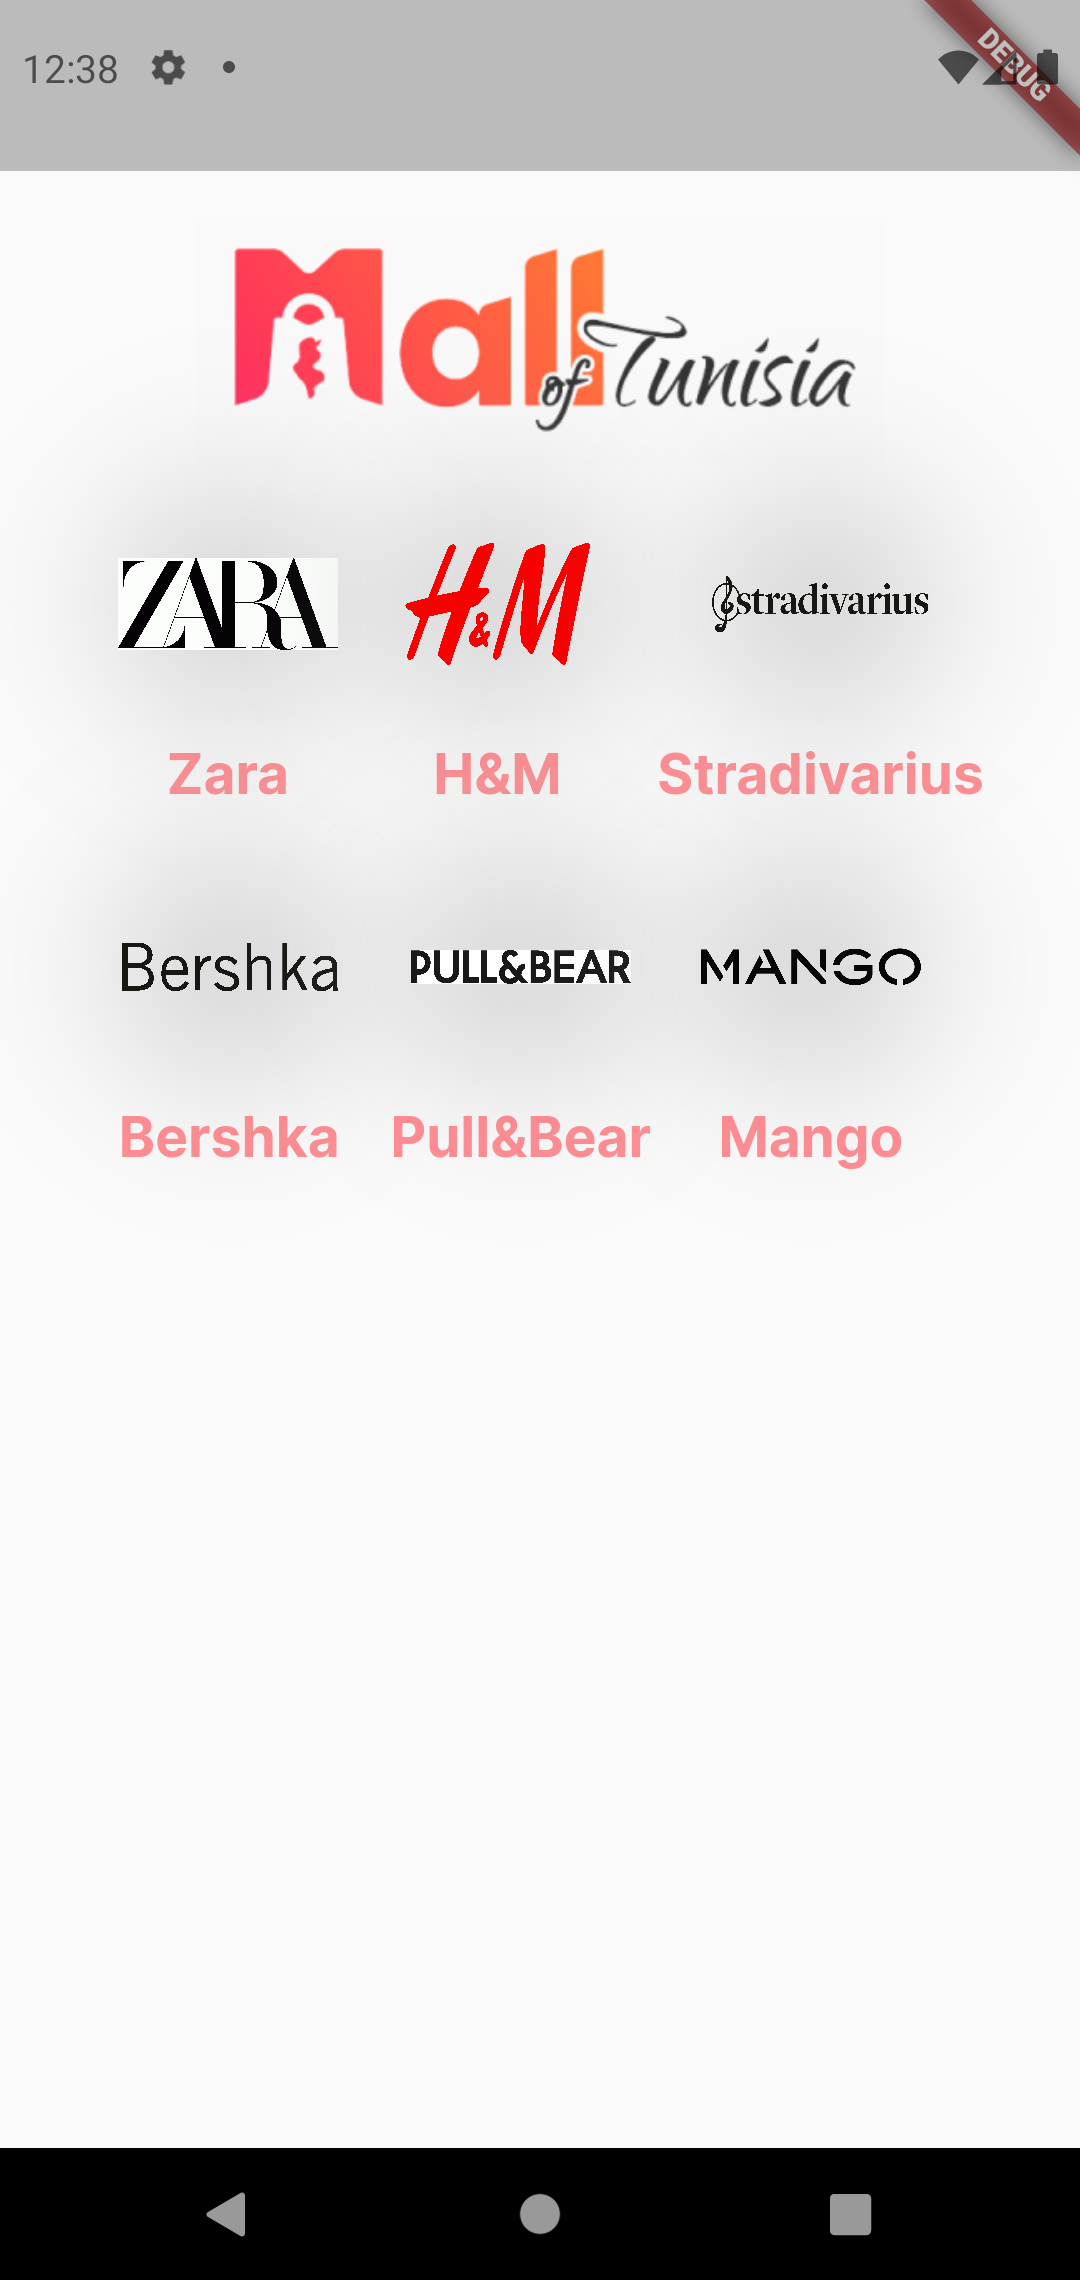 12:38
DEBUG
Mall
of Tunisia
ZARA H&M stradivarius
Zara H&M Stradivarius
Bershka PULL&BEAR MANGO
Bershka Pull&Bear Mango